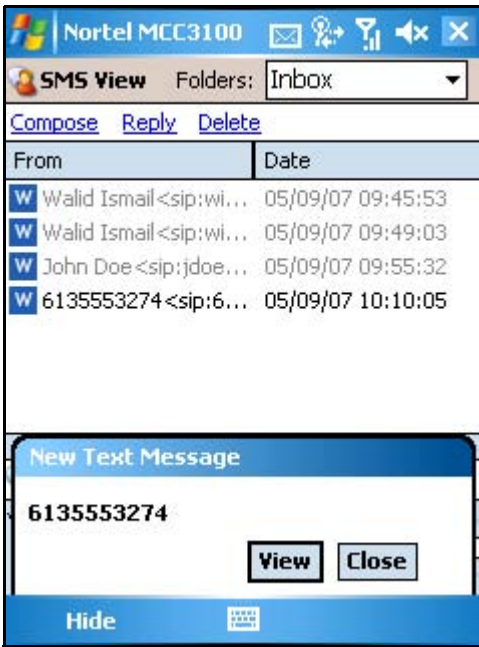 Nortel MCC3100
SMS View Folders: Inbox
Compose Reply Delete
From Date
W Walid Ismail<sip:wi... 05/09/07 09:45:53
W Walid Ismail<sip:wi... 05/09/07 09:49:03
W John Doe<sip:jdoe... 05/09/07 09:55:32
W 6135553274<sip:6... 05/09/07 10:10:05
New Text Message
6135553274
View Close
Hide